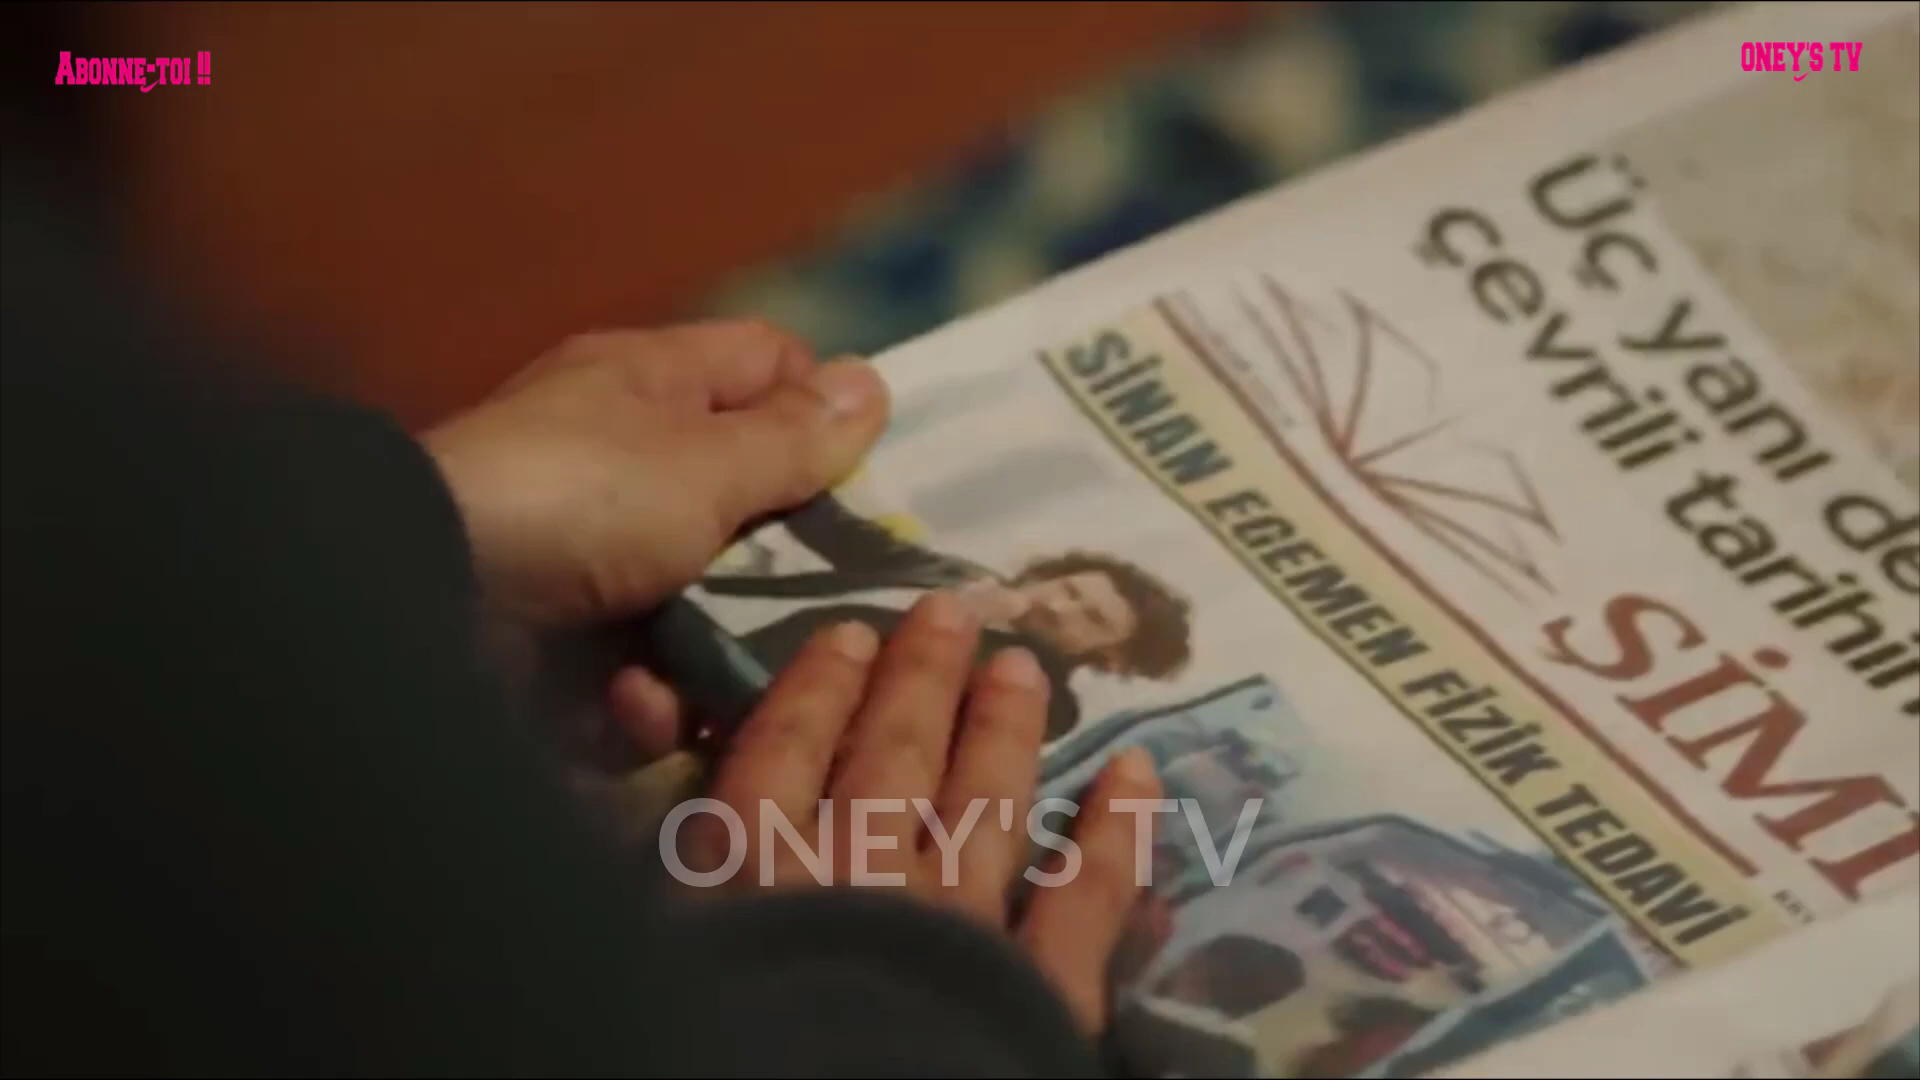 ABONNE-TOI !!
ONEY'S TV
Üç yanı de
çevrili tarihin
ŞİMİ
SİNAN EGEMEN FİZİK TEDAVİ
ONEY'S TV